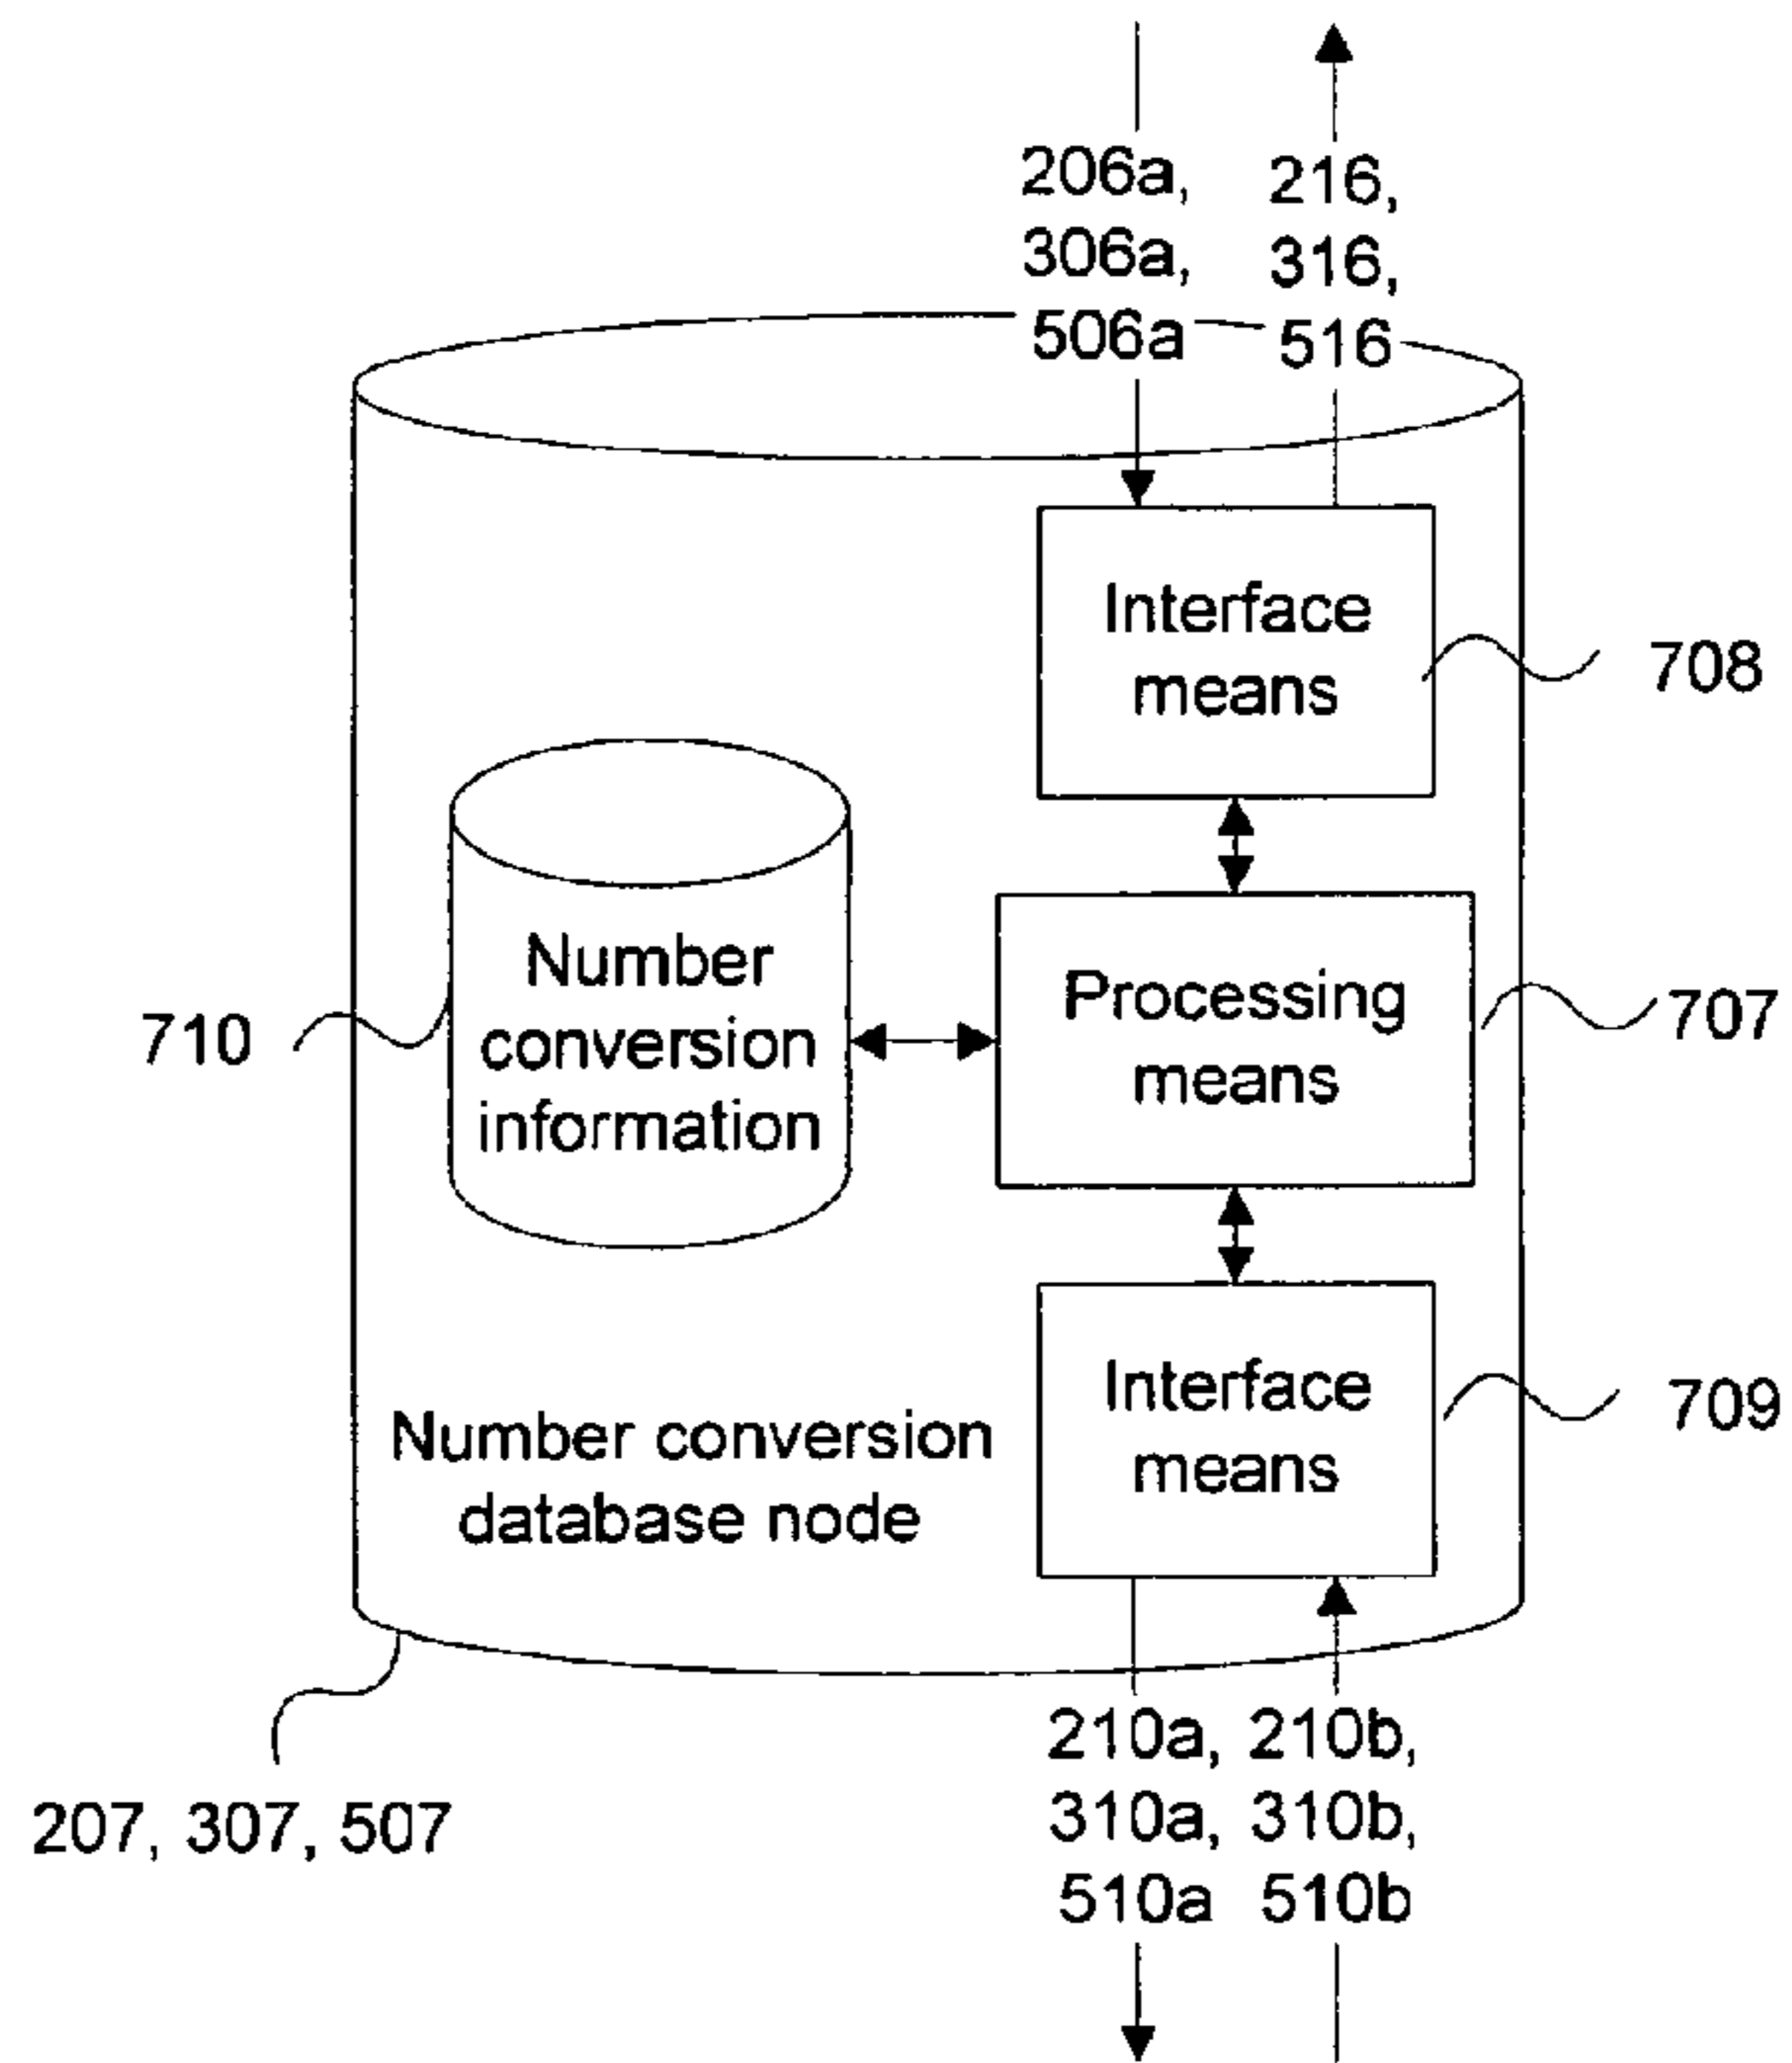 206a,
306a,
506a
216,
316,
516
Interface
means
708
Number
conversion
information
710
Processing
means
707
Interface
means
709
Number conversion
database node
207, 307, 507
210a,
310a,
510a
210b,
310b,
510b